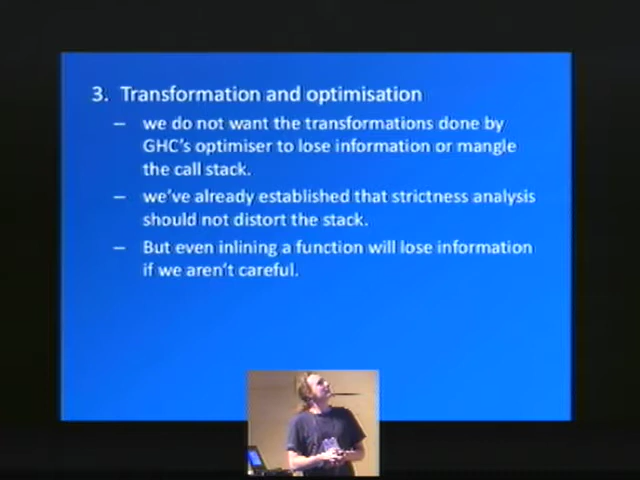 3. Transformation and optimisation
– we do not want the transformations done by
GHC's optimiser to lose information or mangle
the call stack.
– we've already established that strictness analysis
should not distort the stack.
– But even inlining a function will lose information
if we aren't careful.